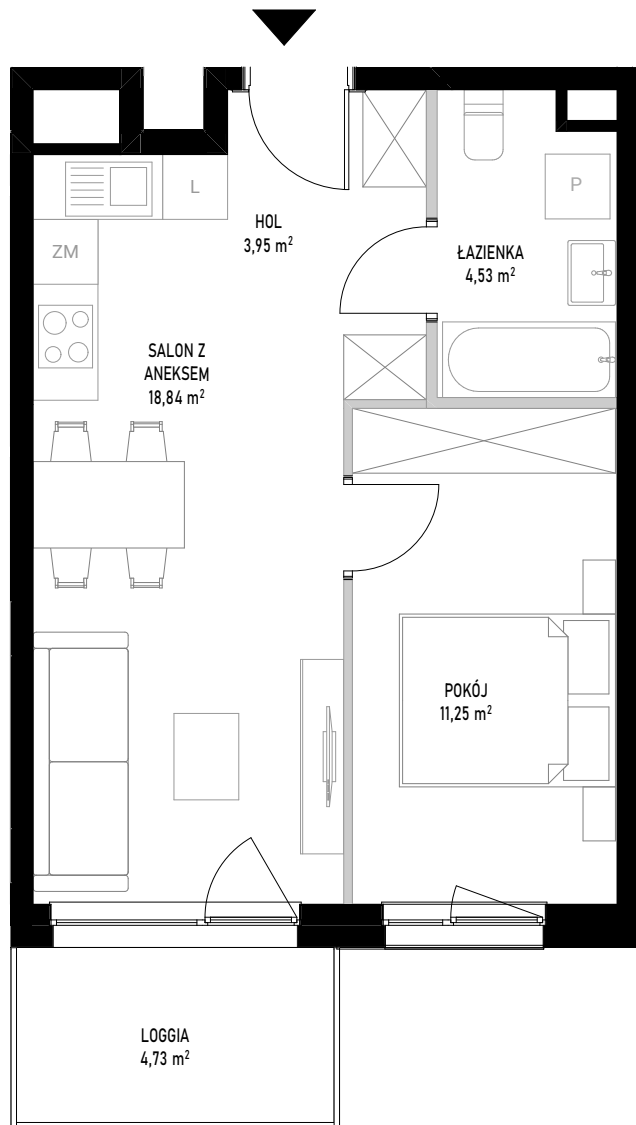 L
P
HOL
3,95 m²
ZM
ŁAZIENKA
4,53 m²
SALON Z
ANEKSEM
18,84 m²
POKÓJ
11,25 m²
LOGGIA
4,73 m²